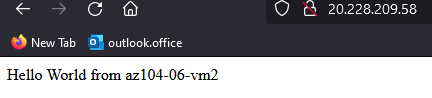 20.228.209.58
New Tab outlook.office
Hello World from az104-06-vm2